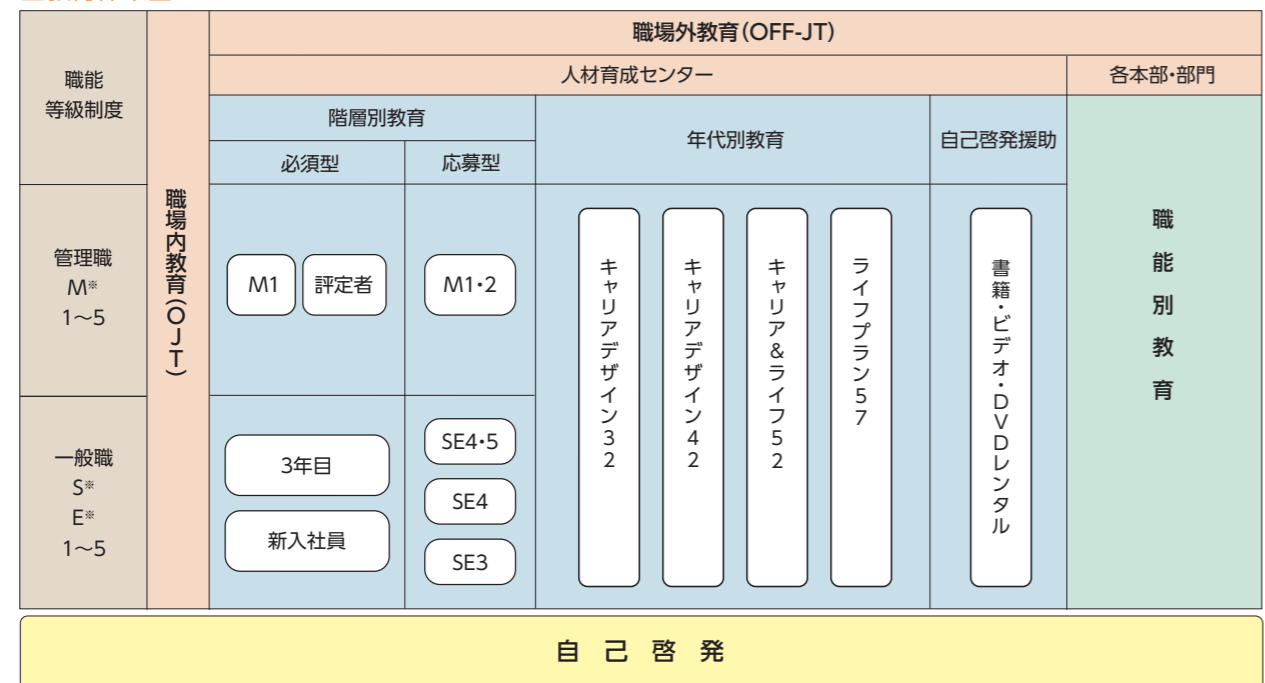 職場外教育（OFF-JT）
職能
等級制度
職場内教育（OJT）
人材育成センター
各本部・部門
階層別教育
年代別教育
自己啓発援助
必須型
応募型
管理職
M※
1〜5
M1
評定者
M1・2
キャリアデザイン32
キャリアデザイン42
キャリア&ライフ52
ライフプラン57
書籍・ビデオ・DVDレンタル
職能別教育
一般職
S※
E※
1〜5
3年目
新入社員
SE4・5
SE4
SE3
自己啓発